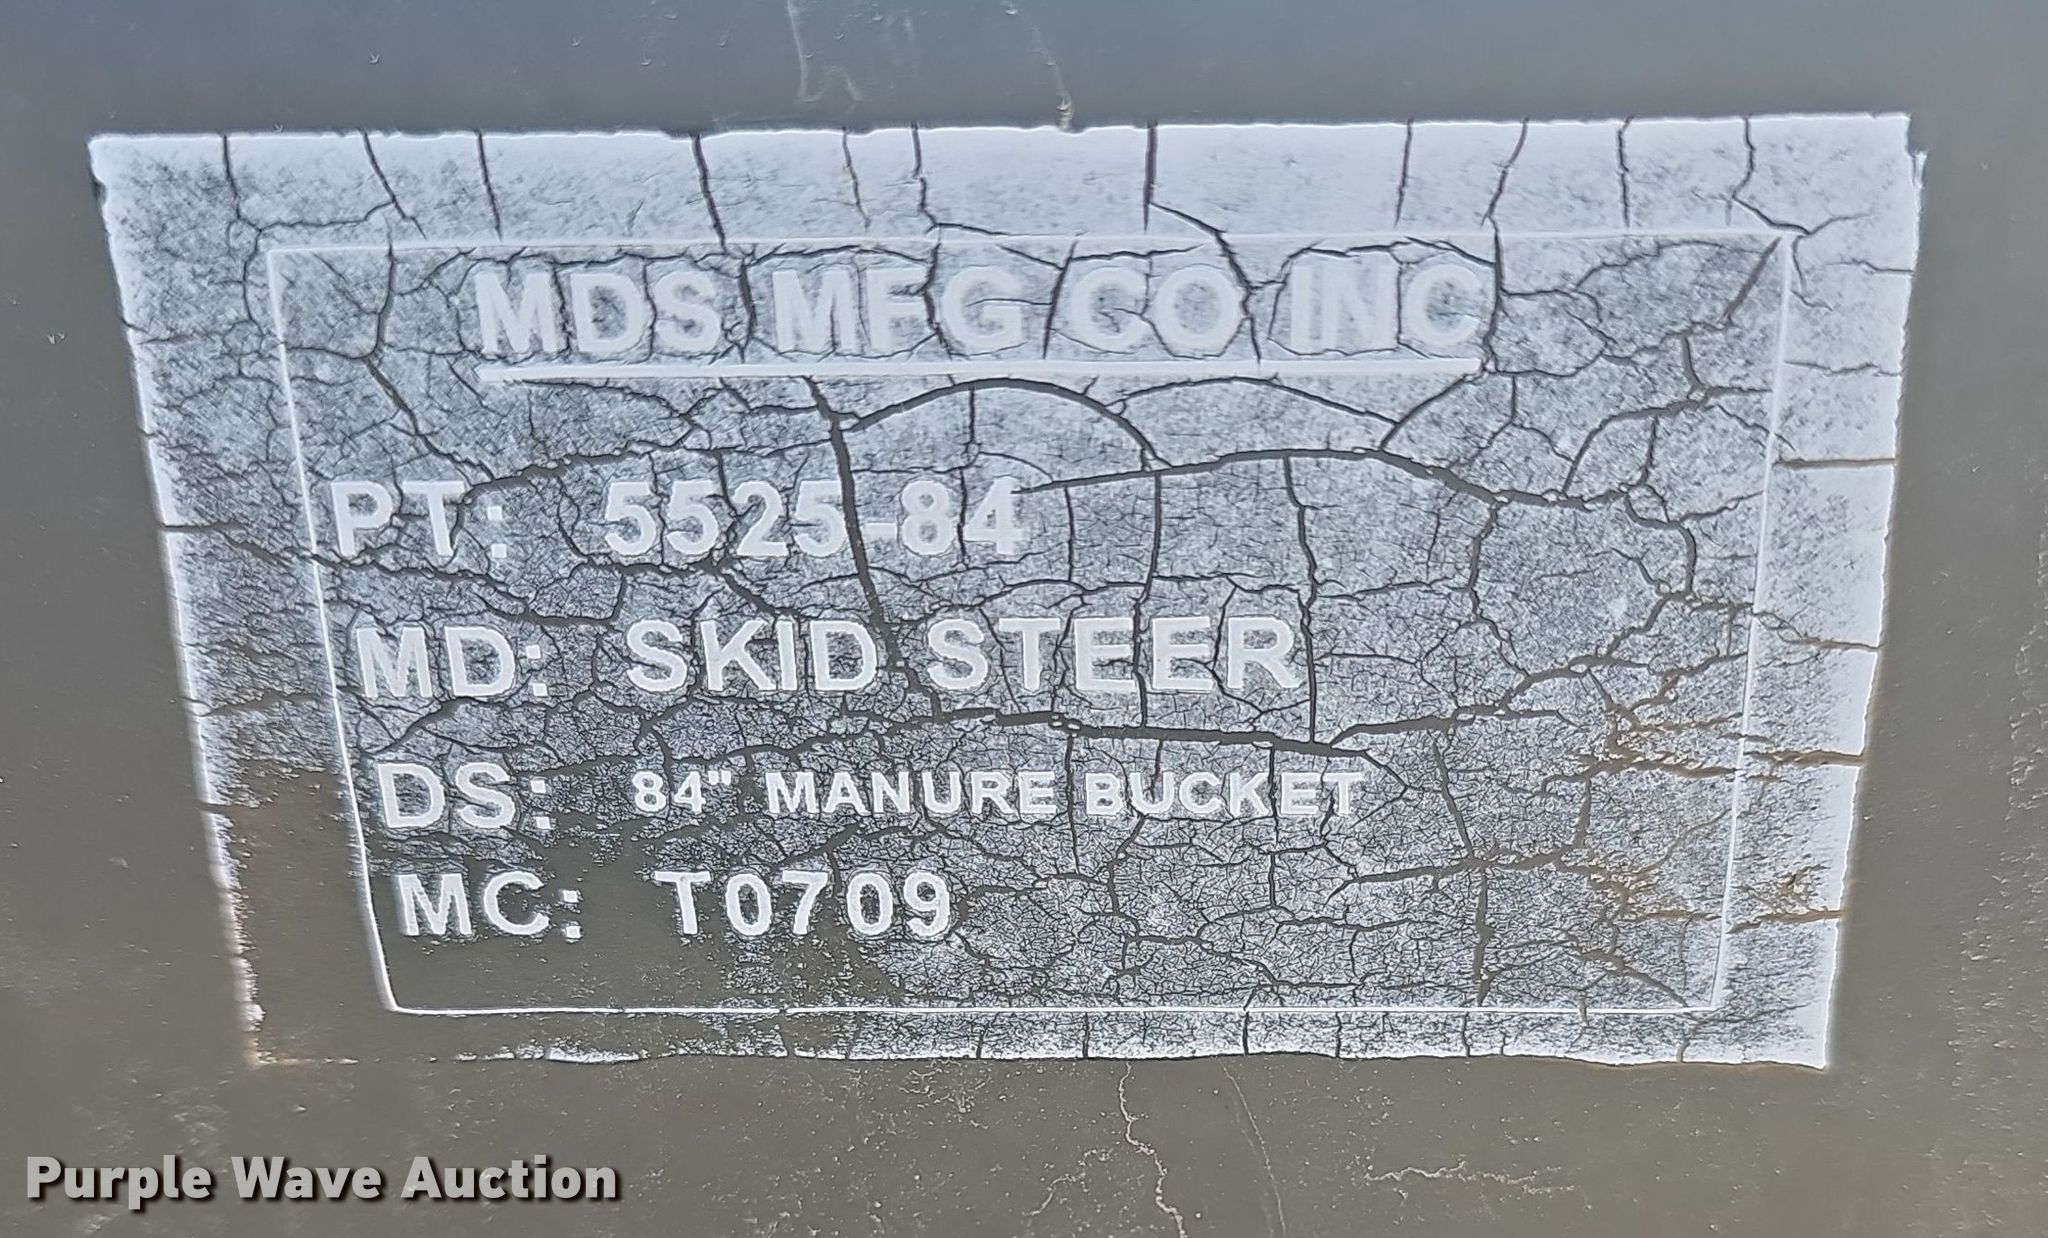 MDS MFG CO INC
PT: 5525-84
MD: SKID STEER
DS: 84" MANURE BUCKET
MC: T0709
Purple Wave Auction